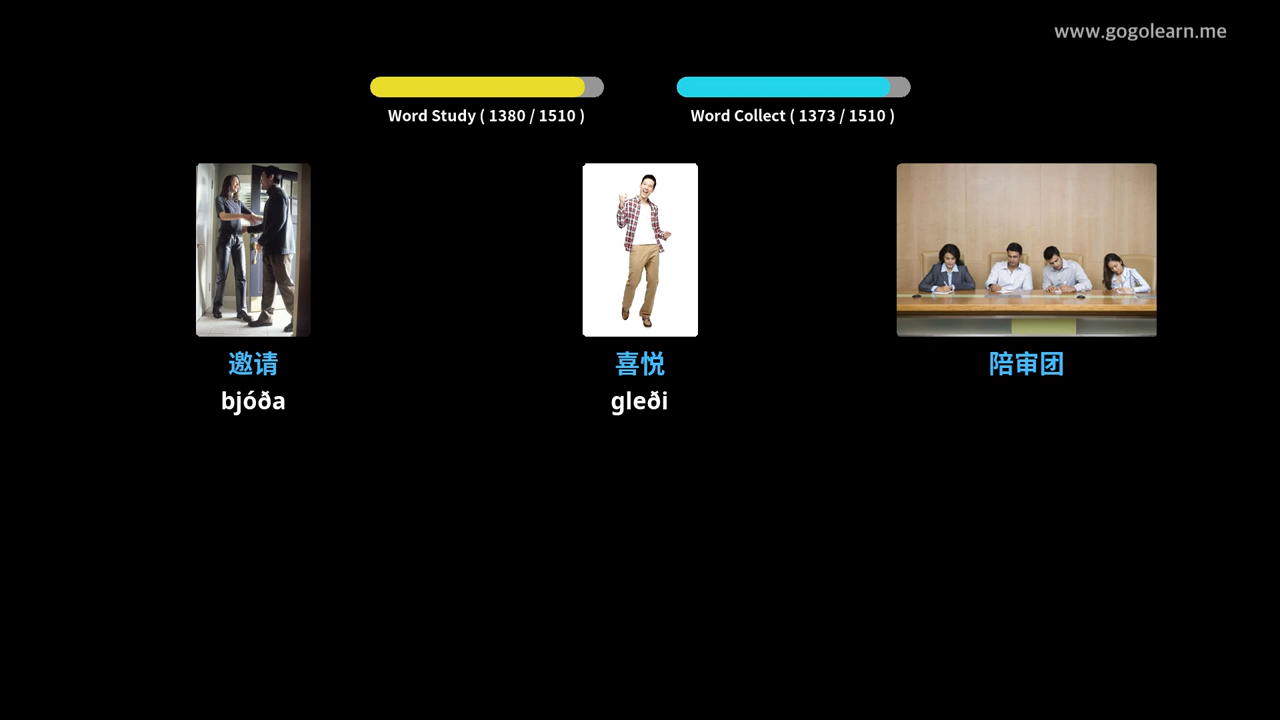 www.gogolearn.me
Word Study ( 1380 / 1510 )
Word Collect ( 1373 / 1510 )
邀请
bjóða
喜悦
gleði
陪审团